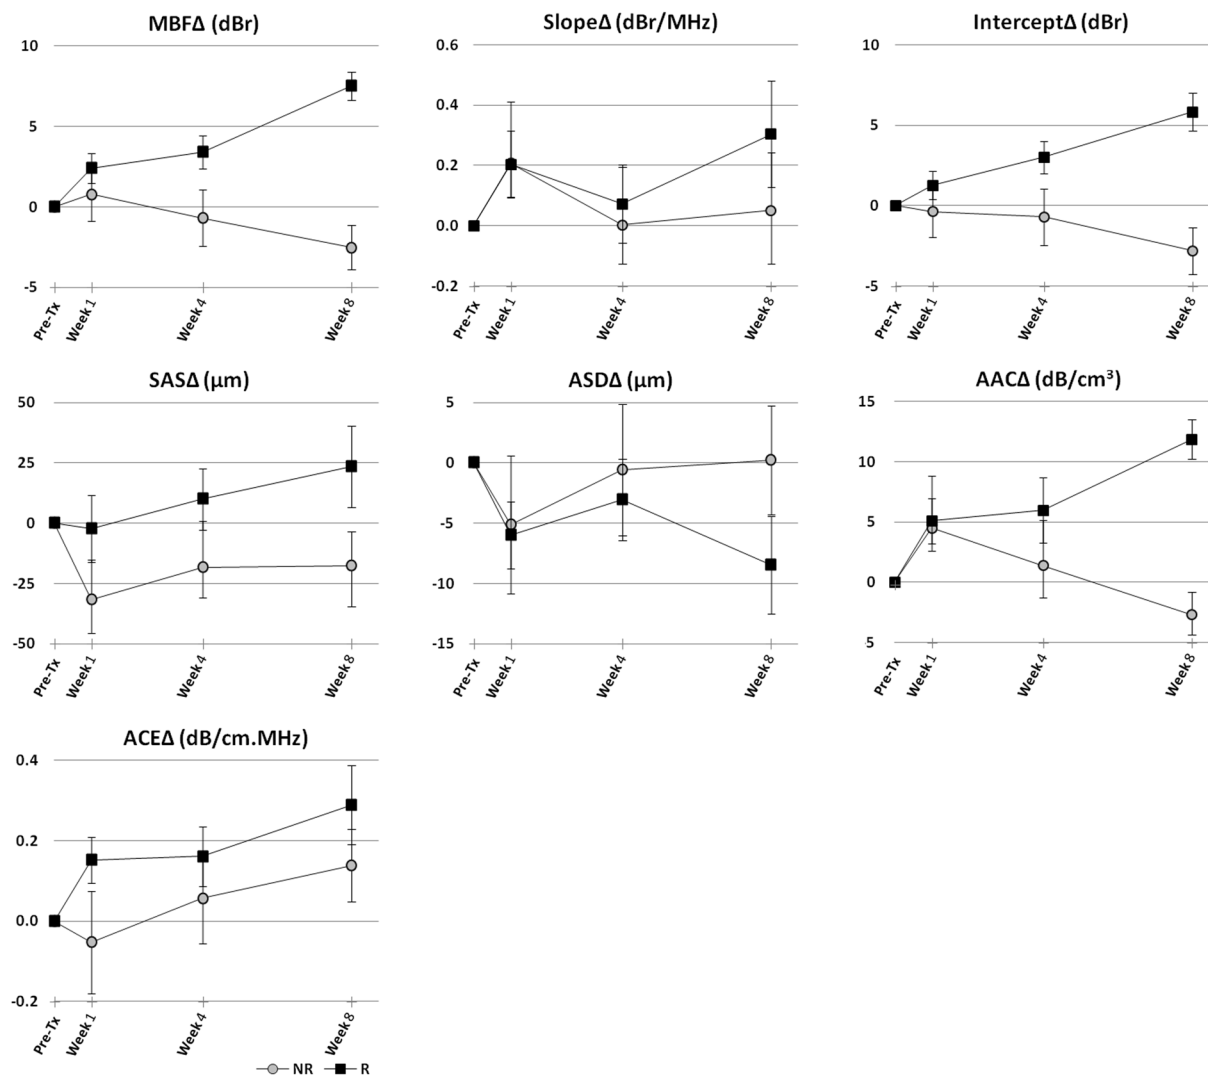 MBFΔ (dBr)
10
5
0
-5
Pre-Tx
Week 1
Week 4
Week 8
SlopeΔ (dBr/MHz)
0.6
0.4
0.2
0.0
-0.2
Pre-Tx
Week 1
Week 4
Week 8
InterceptΔ (dBr)
10
5
0
-5
Pre-Tx
Week 1
Week 4
Week 8
SASΔ (µm)
50
25
0
-25
-50
Pre-Tx
Week 1
Week 4
Week 8
ASDΔ (µm)
5
0
-5
-10
-15
Pre-Tx
Week 1
Week 4
Week 8
AACΔ (dB/cm³)
15
10
5
0
5
Pre-Tx
Week 1
Week 4
Week 8
ACEΔ (dB/cm.MHz)
0.4
0.2
0.0
-0.2
Pre-Tx
Week 1
Week 4
Week 8
NR R